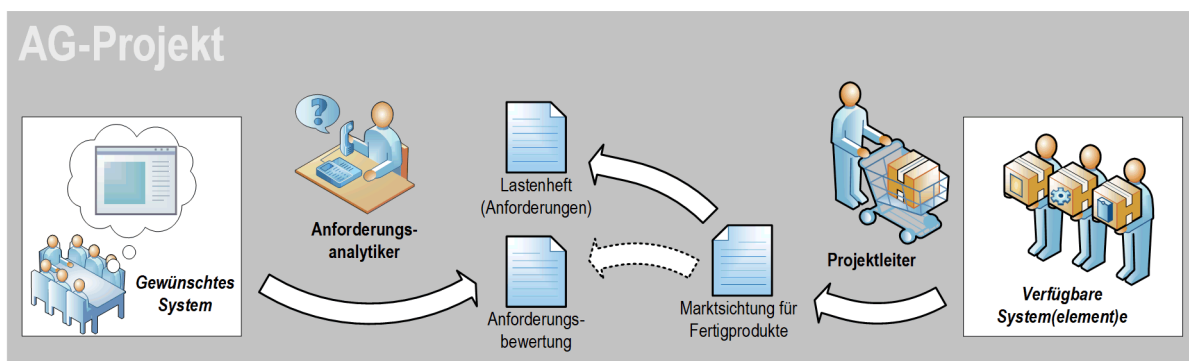 AG-Projekt
?
Gewünschtes
System
Anforderungs-
analytiker
Lastenheft
(Anforderungen)
Anforderungs-
bewertung
Marktsichtung für
Fertigprodukte
Projektleiter
Verfügbare
System(element)e